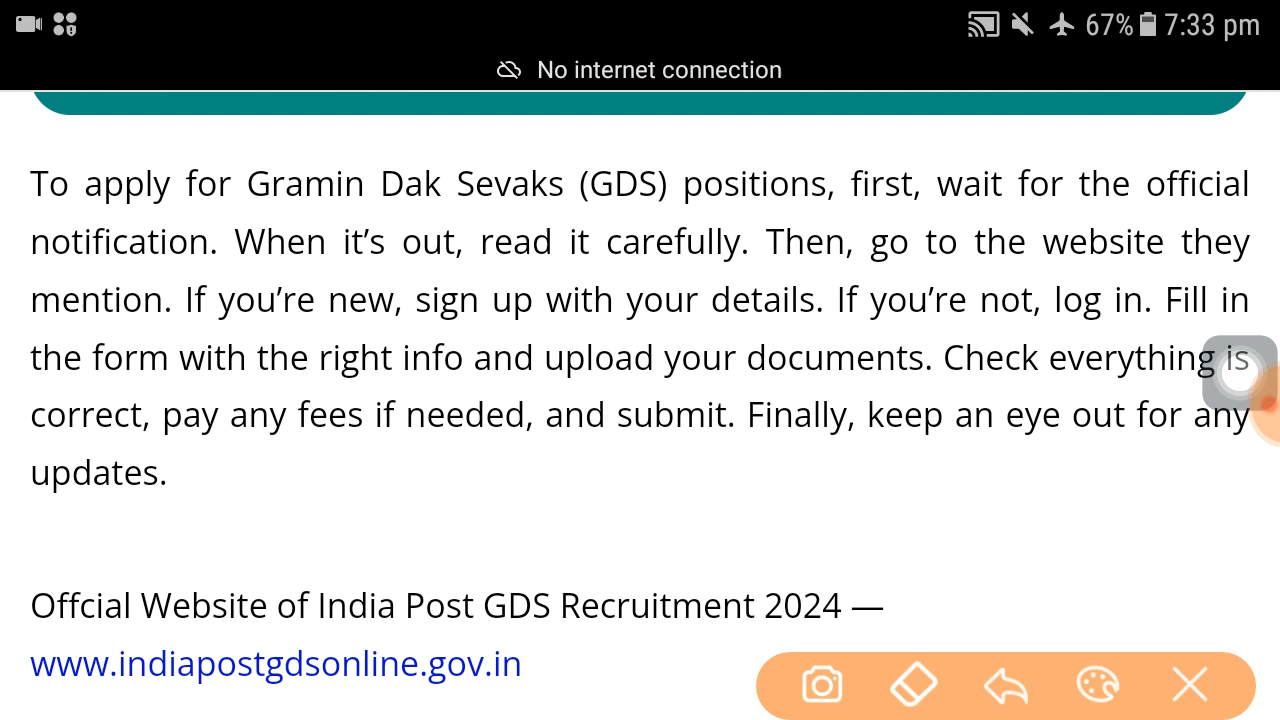 67% 7:33 pm
No internet connection
To apply for Gramin Dak Sevaks (GDS) positions, first, wait for the official
notification. When it’s out, read it carefully. Then, go to the website they
mention. If you’re new, sign up with your details. If you’re not, log in. Fill in
the form with the right info and upload your documents. Check everything is
correct, pay any fees if needed, and submit. Finally, keep an eye out for any
updates.
Offcial Website of India Post GDS Recruitment 2024 —
www.indiapostgdsonline.gov.in